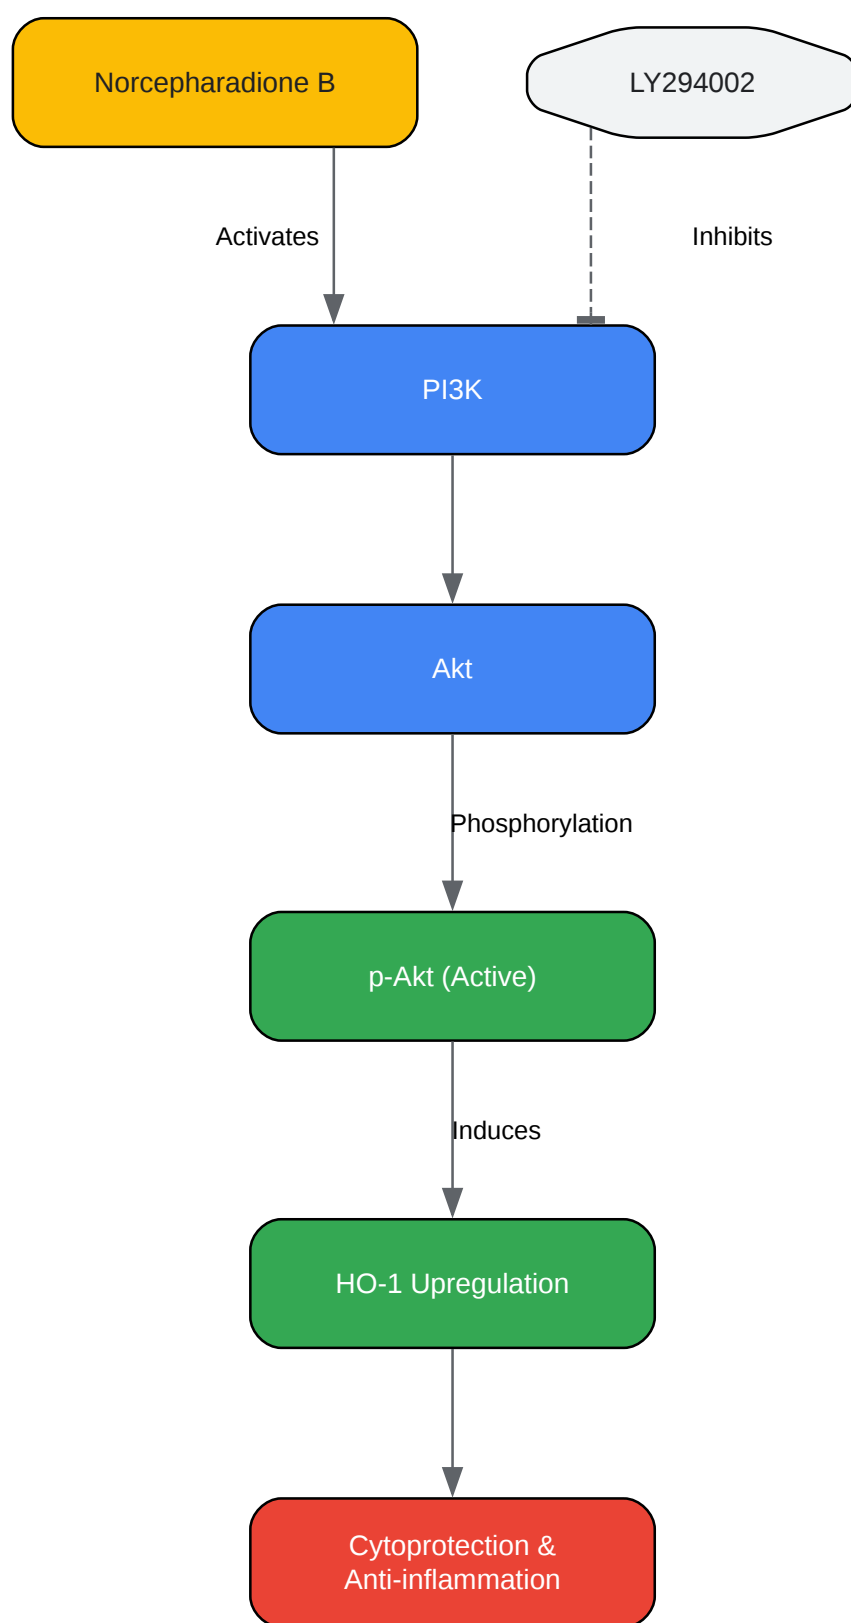 Norcepharadione B
LY294002
Activates
Inhibits
PI3K
Akt
Phosphorylation
p-Akt (Active)
Induces
HO-1 Upregulation
Cytoprotection &
Anti-inflammation